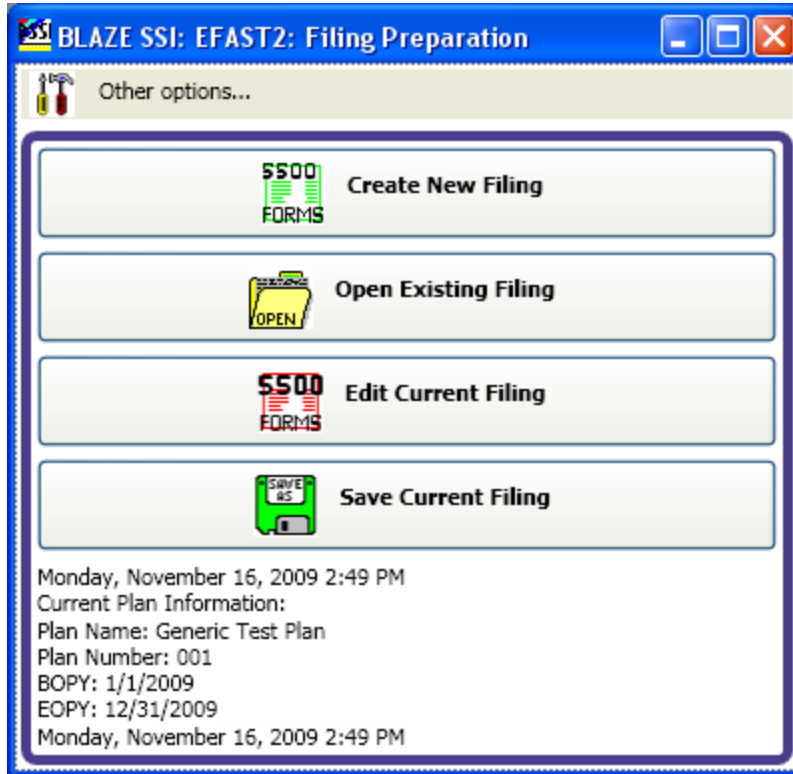 BSSI BLAZE SSI: EFAST2: Filing Preparation
Other options...
5500
FORMS
Create New Filing
OPEN
Open Existing Filing
5500
FORMS
Edit Current Filing
SAVE
AS
Save Current Filing
Monday, November 16, 2009 2:49 PM
Current Plan Information:
Plan Name: Generic Test Plan
Plan Number: 001
BOPY: 1/1/2009
EOPY: 12/31/2009
Monday, November 16, 2009 2:49 PM